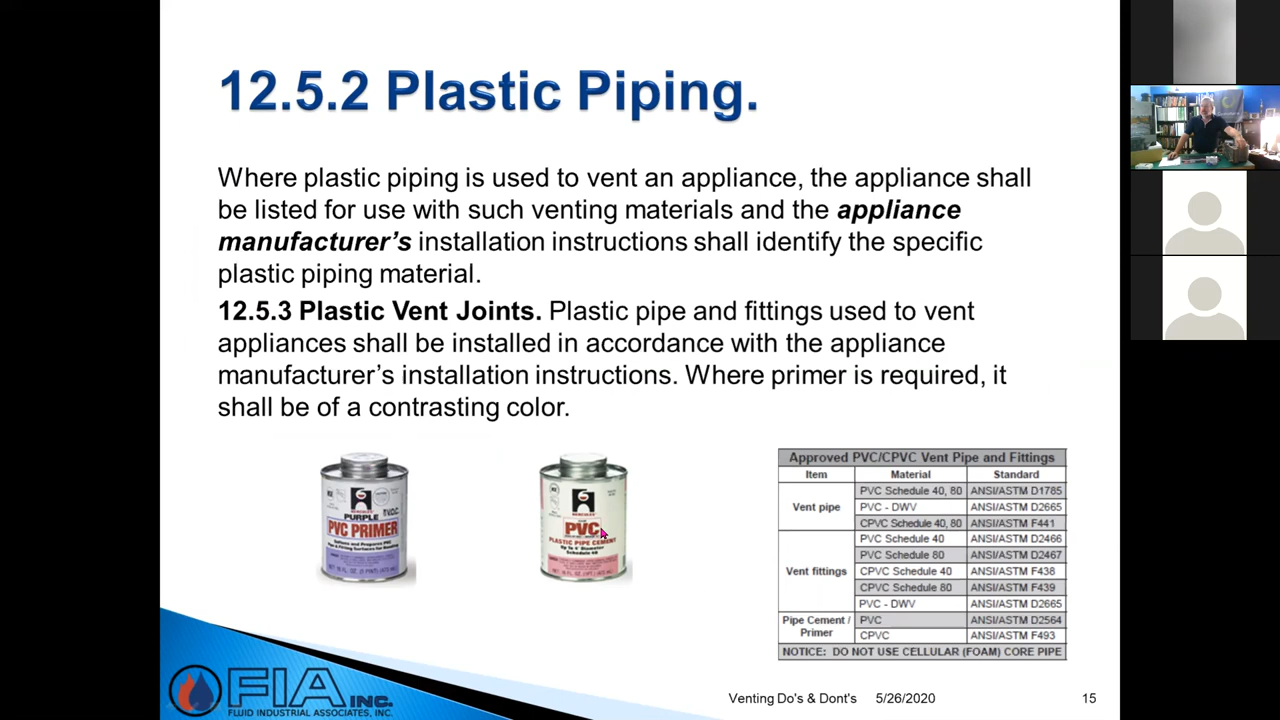 12.5.2 Plastic Piping.
Where plastic piping is used to vent an appliance, the appliance shall
be listed for use with such venting materials and the appliance
manufacturer’s installation instructions shall identify the specific
plastic piping material.
12.5.3 Plastic Vent Joints. Plastic pipe and fittings used to vent
appliances shall be installed in accordance with the appliance
manufacturer’s installation instructions. Where primer is required, it
shall be of a contrasting color.
HERCULES
PURPLE
PVC PRIMER
HERCULES
PVC
PLASTIC PIPE CEMENT
Up to 6" Diameter
Schedule 40
Approved PVC/CPVC Vent Pipe and Fittings
Item Material Standard
Vent pipe
PVC Schedule 40, 80 ANSI/ASTM D1785
PVC - DWV ANSI/ASTM D2665
CPVC Schedule 40, 80 ANSI/ASTM F441
Vent fittings
PVC Schedule 40 ANSI/ASTM D2466
PVC Schedule 80 ANSI/ASTM D2467
CPVC Schedule 40 ANSI/ASTM F438
CPVC Schedule 80 ANSI/ASTM F439
PVC - DWV ANSI/ASTM D2665
Pipe Cement /
Primer
PVC ANSI/ASTM D2564
CPVC ANSI/ASTM F493
NOTICE: DO NOT USE CELLULAR (FOAM) CORE PIPE
FIA INC.
FLUID INDUSTRIAL ASSOCIATES, INC.
Venting Do's & Dont's 5/26/2020 15